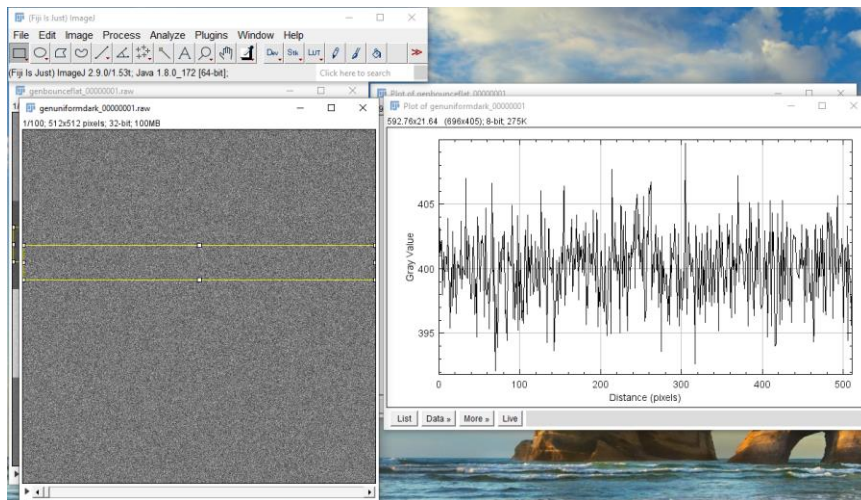 (Fiji Is Just) ImageJ
File Edit Image Process Analyze Plugins Window Help
Dev Stk LUT
(Fiji Is Just) ImageJ 2.9.0/1.53t; Java 1.8.0_172 [64-bit];
Click here to search
genbounceflat_00000001.raw
genuniformdark_00000001.raw
1/100; 512x512 pixels; 32-bit; 100MB
Plot of genbounceflat_00000001
Plot of genuniformdark_00000001
592.76x21.64 (696x405); 8-bit; 275K
405
400
395
Gray Value
0 100 200 300 400 500
Distance (pixels)
List Data » More » Live